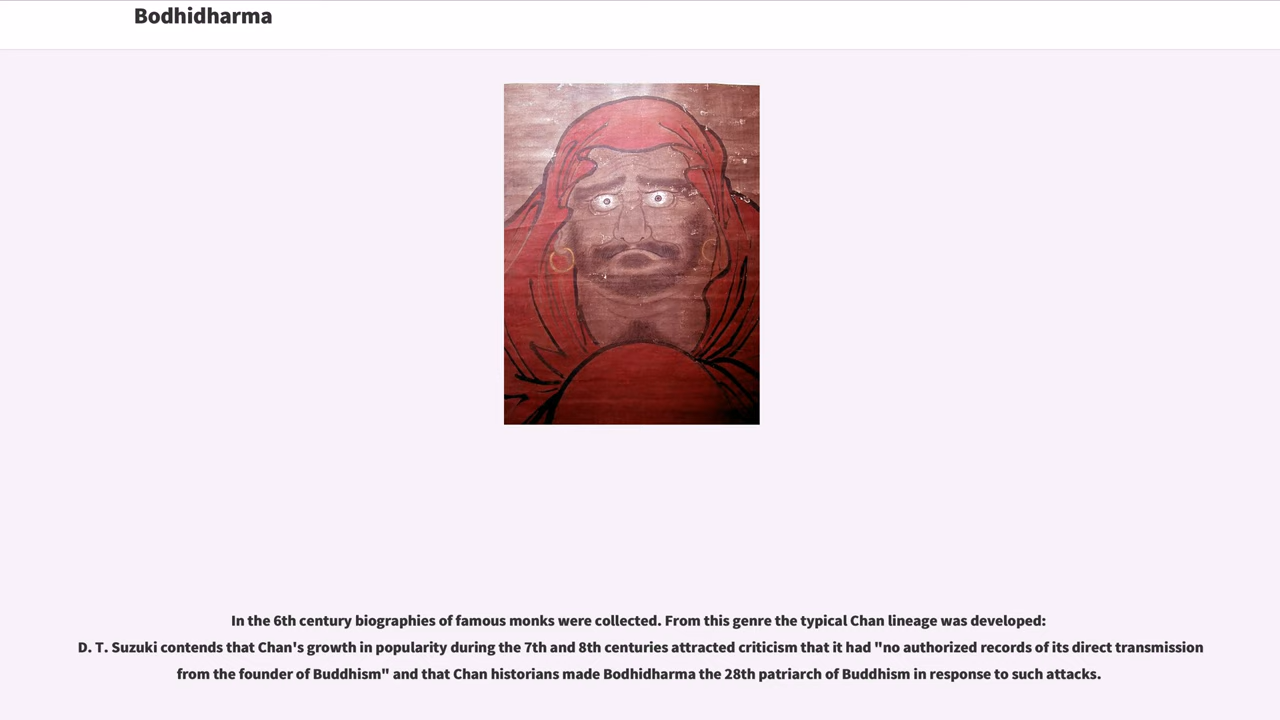 Bodhidharma
In the 6th century biographies of famous monks were collected. From this genre the typical Chan lineage was developed:
D. T. Suzuki contends that Chan's growth in popularity during the 7th and 8th centuries attracted criticism that it had "no authorized records of its direct transmission
from the founder of Buddhism" and that Chan historians made Bodhidharma the 28th patriarch of Buddhism in response to such attacks.